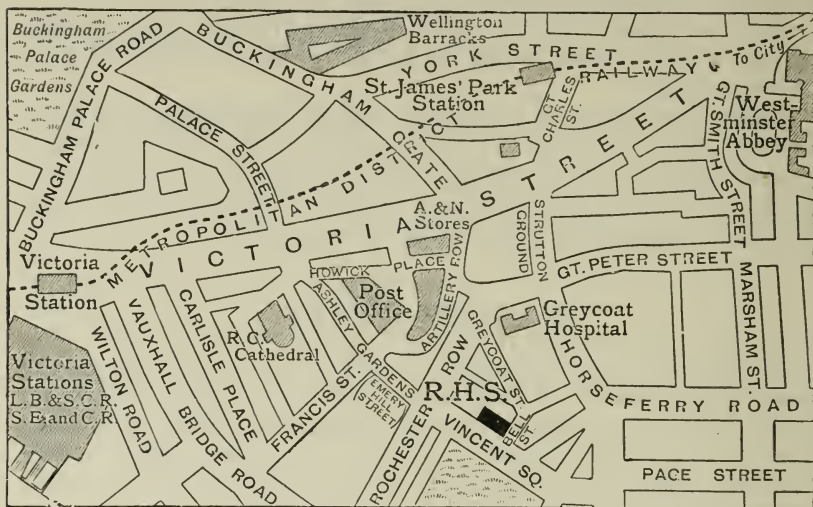 Buckingham
Palace
Gardens
BUCKINGHAM PALACE ROAD
BUCKINGHAM GATE
Wellington
Barracks
YORK STREET
St. James' Park
Station
RAILWAY
To City
GT CHARLES ST.
West-
minster
Abbey
GT. SMITH STREET
PALACE STREET
METROPOLITAN DISTRICT
VICTORIA STREET
A.&N.
Stores
STRUTTON
GROUND
GT. PETER STREET
MARSHAM ST.
Victoria
Station
HOWICK PLACE
ARTILLERY ROW
Post
Office
ASHLEY GARDENS
R.C.
Cathedral
CARLISLE PLACE
VAUXHALL BRIDGE ROAD
WILTON ROAD
Victoria
Stations
L.B.&S.C.R.
S.E. and C.R.
FRANCIS ST.
EMERY
HILL
STREET
ROCHESTER ROW
GREYCOAT ST.
Greycoat
Hospital
HORSEFERRY ROAD
R.H.S.
BELL ST.
VINCENT SQ.
PAGE STREET